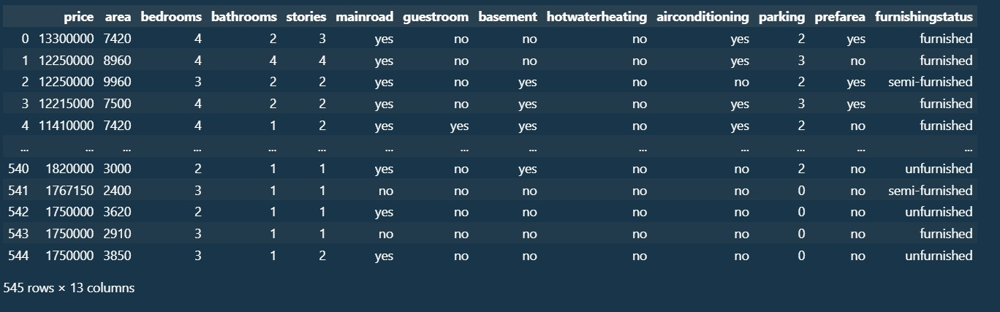 price area bedrooms bathrooms stories mainroad guestroom basement hotwaterheating airconditioning parking prefarea furnishingstatus
0 13300000 7420 4 2 3 yes no no no yes 2 yes furnished
1 12250000 8960 4 4 4 yes no no no yes 3 no furnished
2 12250000 9960 3 2 2 yes no yes no no 2 yes semi-furnished
3 12215000 7500 4 2 2 yes no yes no yes 3 yes furnished
4 11410000 7420 4 1 2 yes yes yes no yes 2 no furnished
... ... ... ... ... ... ... ... ... ... ... ... ... ...
540 1820000 3000 2 1 1 yes no yes no no 2 no unfurnished
541 1767150 2400 3 1 1 no no no no no 0 no semi-furnished
542 1750000 3620 2 1 1 yes no no no no 0 no unfurnished
543 1750000 2910 3 1 1 no no no no no 0 no furnished
544 1750000 3850 3 1 2 yes no no no no 0 no unfurnished
545 rows × 13 columns